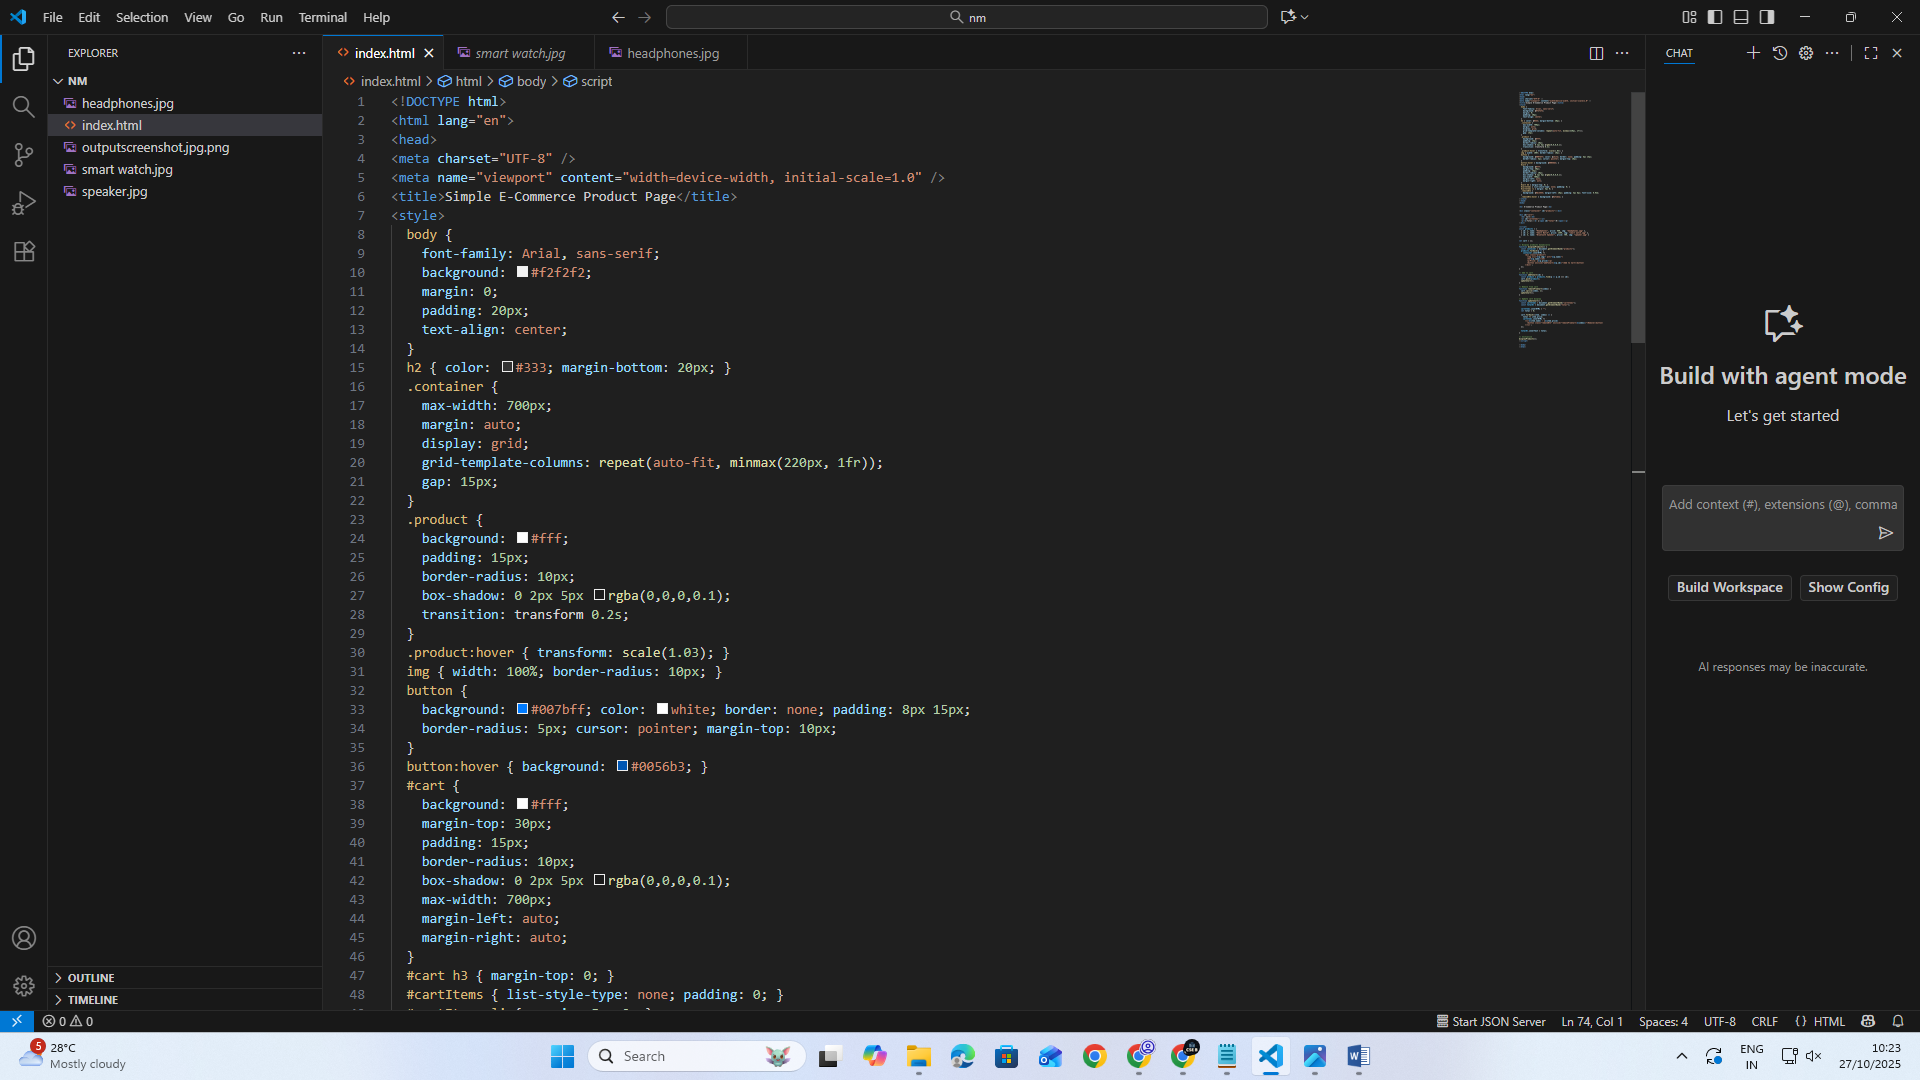 File Edit Selection View Go Run Terminal Help
nm
EXPLORER
NM
headphones.jpg
index.html
outputscreenshot.jpg.png
smart watch.jpg
speaker.jpg
OUTLINE
TIMELINE
index.html
smart watch.jpg
headphones.jpg
index.html > html > body > script
1 <!DOCTYPE html>
2 <html lang="en">
3 <head>
4 <meta charset="UTF-8" />
5 <meta name="viewport" content="width=device-width, initial-scale=1.0" />
6 <title>Simple E-Commerce Product Page</title>
7 <style>
8 body {
9 font-family: Arial, sans-serif;
10 background: #f2f2f2;
11 margin: 0;
12 padding: 20px;
13 text-align: center;
14 }
15 h2 { color: #333; margin-bottom: 20px; }
16 .container {
17 max-width: 700px;
18 margin: auto;
19 display: grid;
20 grid-template-columns: repeat(auto-fit, minmax(220px, 1fr));
21 gap: 15px;
22 }
23 .product {
24 background: #fff;
25 padding: 15px;
26 border-radius: 10px;
27 box-shadow: 0 2px 5px rgba(0,0,0,0.1);
28 transition: transform 0.2s;
29 }
30 .product:hover { transform: scale(1.03); }
31 img { width: 100%; border-radius: 10px; }
32 button {
33 background: #007bff; color: white; border: none; padding: 8px 15px;
34 border-radius: 5px; cursor: pointer; margin-top: 10px;
35 }
36 button:hover { background: #0056b3; }
37 #cart {
38 background: #fff;
39 margin-top: 30px;
40 padding: 15px;
41 border-radius: 10px;
42 box-shadow: 0 2px 5px rgba(0,0,0,0.1);
43 max-width: 700px;
44 margin-left: auto;
45 margin-right: auto;
46 }
47 #cart h3 { margin-top: 0; }
48 #cartItems { list-style-type: none; padding: 0; }
CHAT
Build with agent mode
Let's get started
Add context (#), extensions (@), comma
Build Workspace Show Config
AI responses may be inaccurate.
0 0
Start JSON Server Ln 74, Col 1 Spaces: 4 UTF-8 CRLF {} HTML
5
28°C
Mostly cloudy
Search
ENG
IN
10:23
27/10/2025